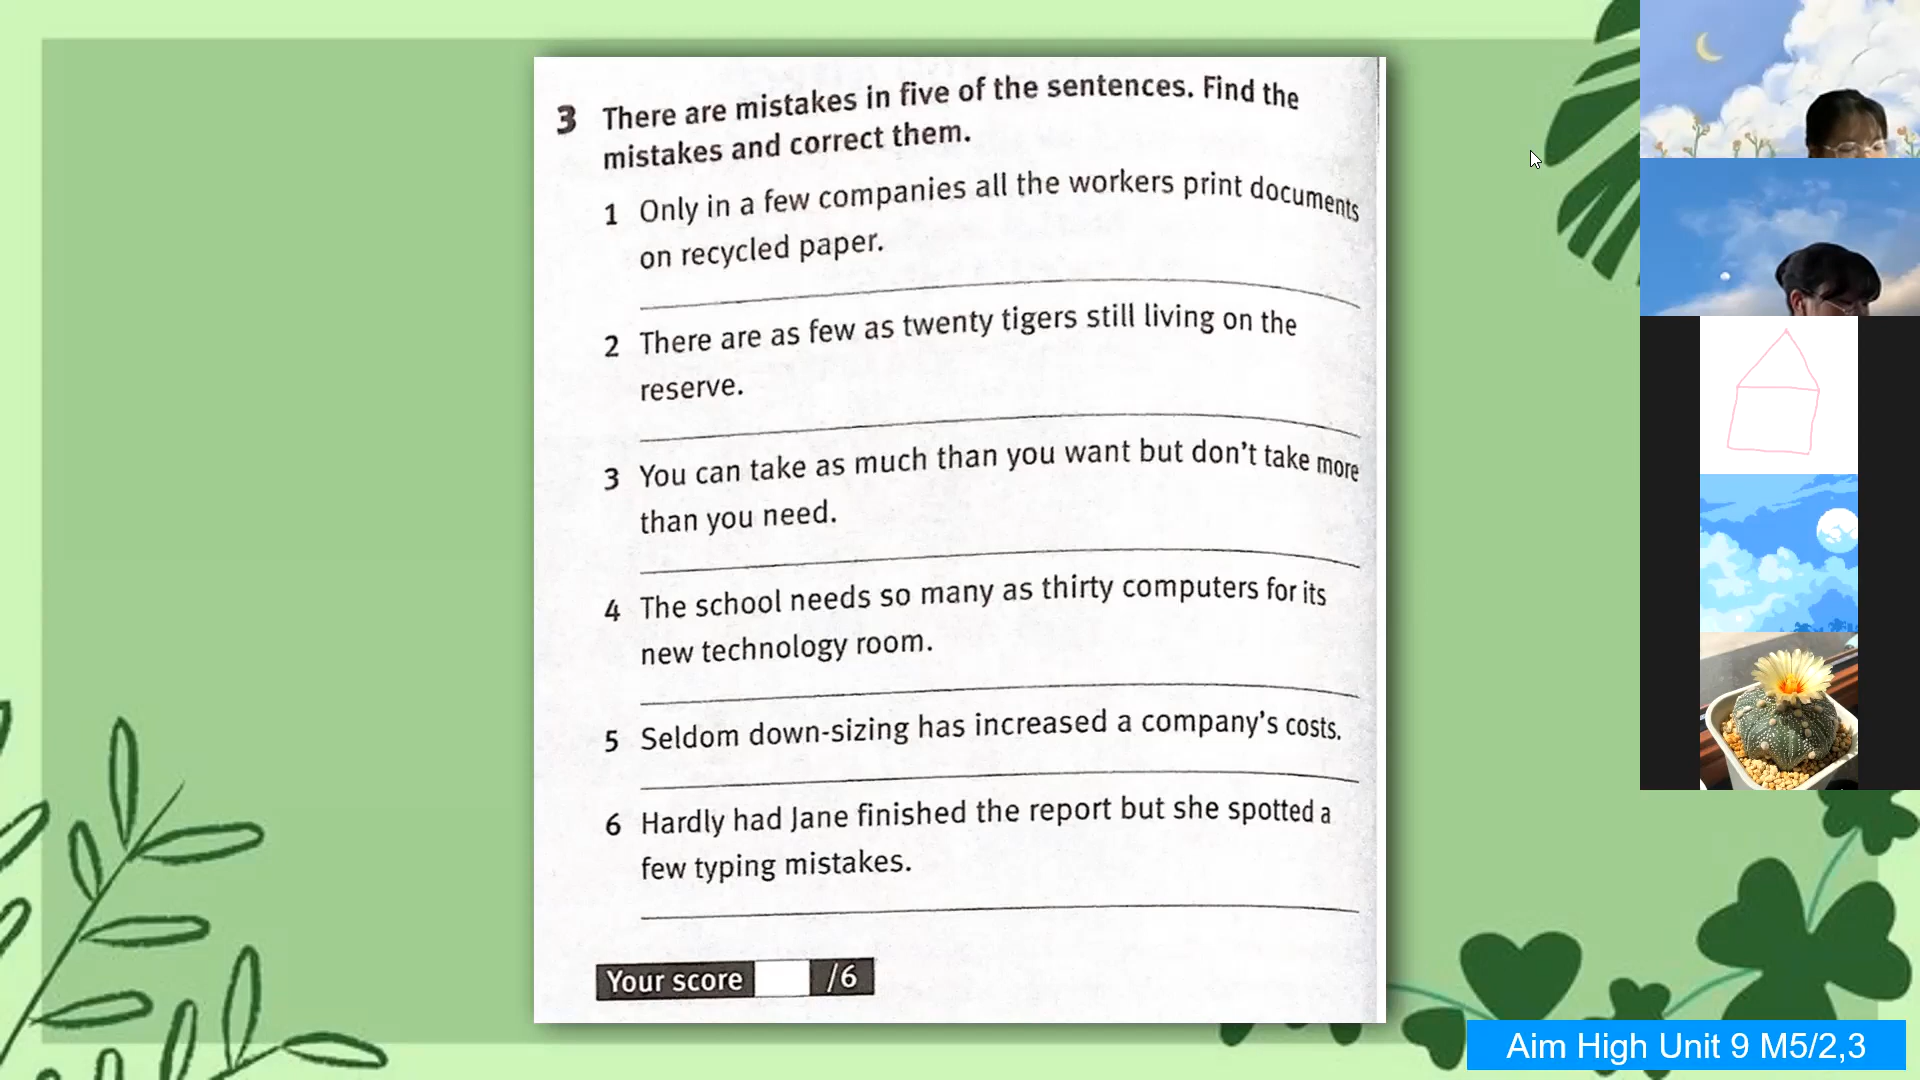 3 There are mistakes in five of the sentences. Find the
mistakes and correct them.
1 Only in a few companies all the workers print documents
on recycled paper.
2 There are as few as twenty tigers still living on the
reserve.
3 You can take as much than you want but don't take more
than you need.
4 The school needs so many as thirty computers for its
new technology room.
5 Seldom down-sizing has increased a company's costs.
6 Hardly had Jane finished the report but she spotted a
few typing mistakes.
Your score /6
Aim High Unit 9 M5/2,3